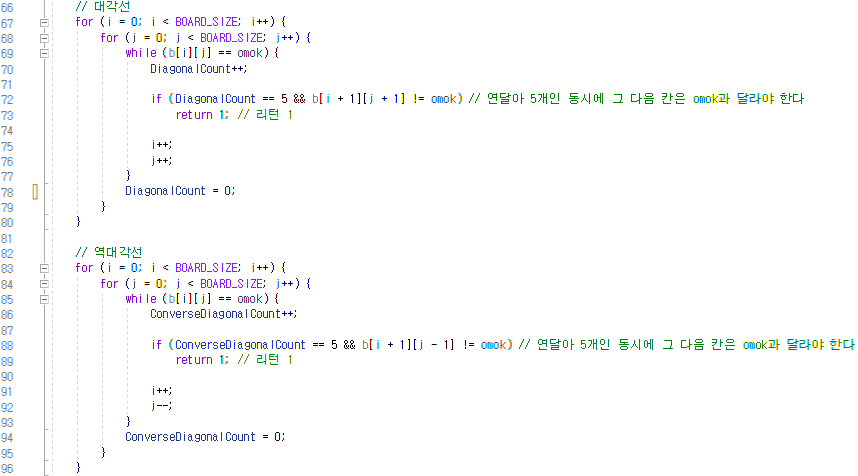 66 // 대각선
67 for (i = 0; i < BOARD_SIZE; i++) {
68 for (j = 0; j < BOARD_SIZE; j++) {
69 while (b[i][j] == omok) {
70 DiagonalCount++;
71
72 if (DiagonalCount == 5 && b[i + 1][j + 1] != omok) // 연달아 5개인 동시에 그 다음 칸은 omok과 달라야 한다
73 return 1; // 리턴 1
74
75 i++;
76 j++;
77 }
78 DiagonalCount = 0;
79 }
80 }
81
82 // 역대각선
83 for (i = 0; i < BOARD_SIZE; i++) {
84 for (j = 0; j < BOARD_SIZE; j++) {
85 while (b[i][j] == omok) {
86 ConverseDiagonalCount++;
87
88 if (ConverseDiagonalCount == 5 && b[i + 1][j - 1] != omok) // 연달아 5개인 동시에 그 다음 칸은 omok과 달라야 한다
89 return 1; // 리턴 1
90
91 i++;
92 j--;
93 }
94 ConverseDiagonalCount = 0;
95 }
96 }